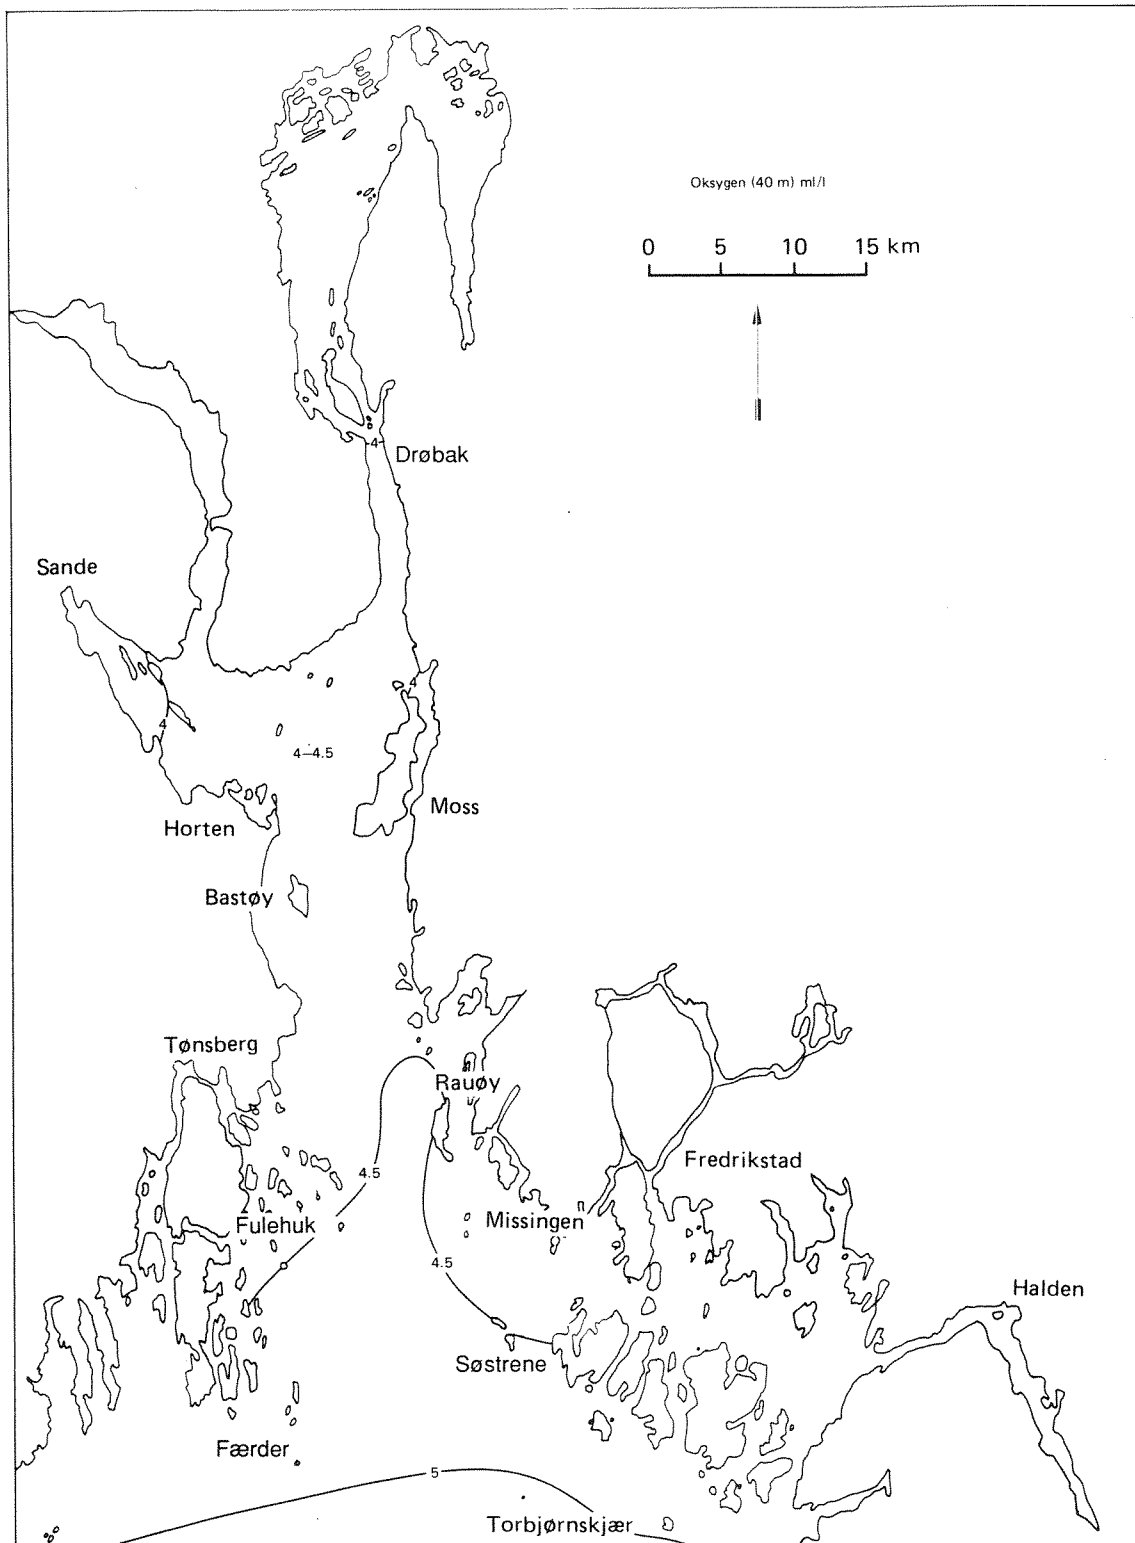 Oksygen (40 m) ml/l
0 5 10 15 km
4
Drøbak
Sande
4
4
4–4.5
Moss
Horten
Bastøy
Tønsberg
Rauøy
4.5
Fredrikstad
Fulehuk
Missingen
4.5
Halden
Søstrene
Færder
5
Torbjørnskjær